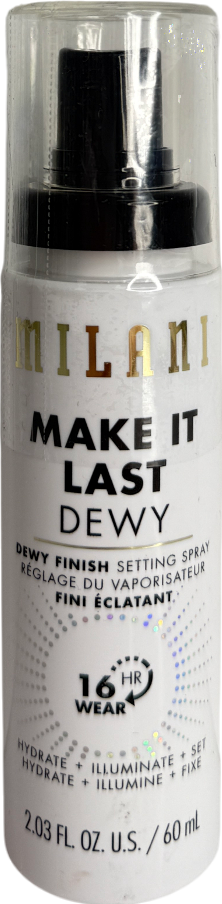 MILANI
MAKE IT
LAST
DEWY
DEWY FINISH SETTING SPRAY
RÉGLAGE DU VAPORISATEUR
FINI ÉCLATANT
16 HR
WEAR
HYDRATE + ILLUMINATE + SET
HYDRATE + ILLUMINE + FIXE
2.03 FL. OZ. U.S. / 60 mL